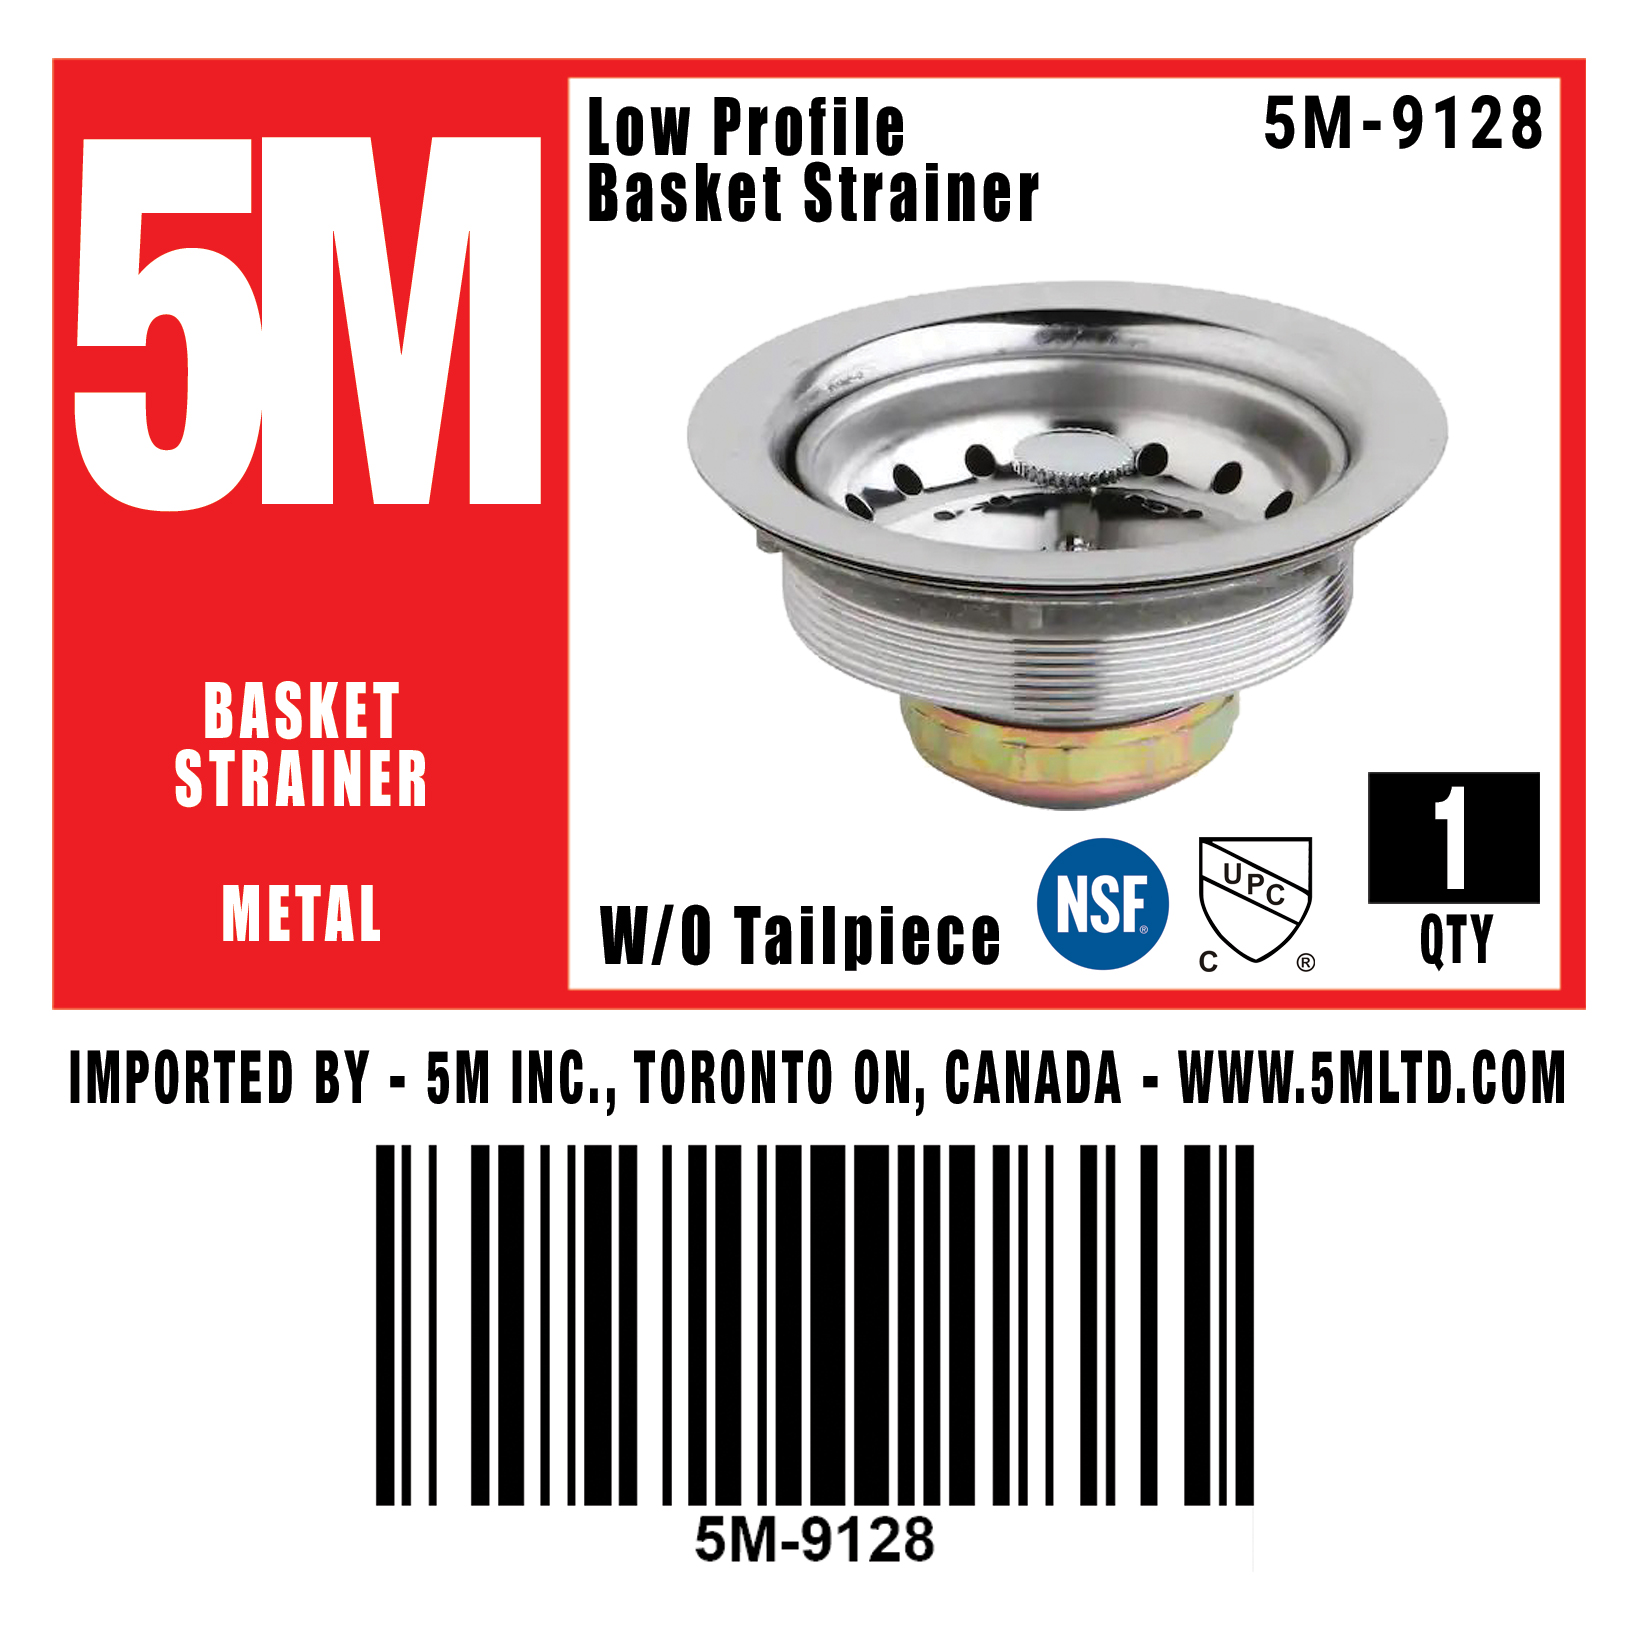 5M
Low Profile
Basket Strainer
5M-9128
BASKET
STRAINER
METAL
W/O Tailpiece
NSF®
UPC
C ®
1
QTY
IMPORTED BY - 5M INC., TORONTO ON, CANADA - WWW.5MLTD.COM
5M-9128